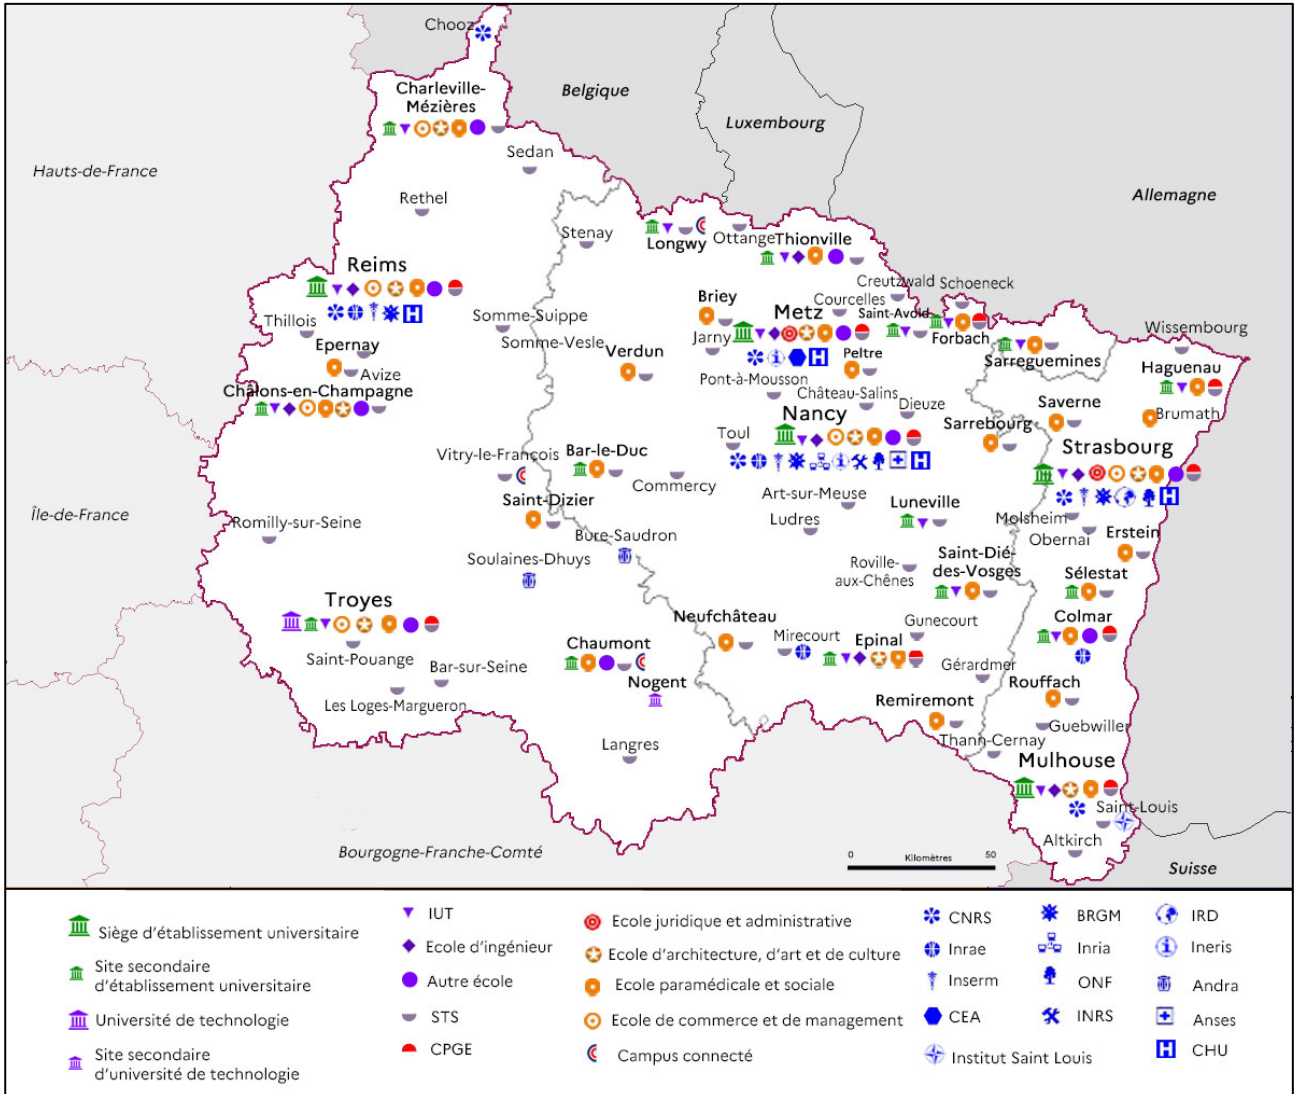 Chooz
Charleville-
Mézières
Belgique
Luxembourg
Sedan
Hauts-de-France
Allemagne
Rethel
Stenay
Longwy
Ottange
Thionville
Reims
Creutzwald
Schoeneck
Briey
Courcelles
Metz
Saint-Avold
Forbach
Thillois
Somme-Suippe
Wissembourg
Jarny
Somme-Vesle
Epernay
Verdun
Peltre
Sarreguemines
Haguenau
Avize
Pont-à-Mousson
Château-Salins
Châlons-en-Champagne
Dieuze
Saverne
Nancy
Brumath
Sarrebourg
Toul
Strasbourg
Bar-le-Duc
Vitry-le-François
Commercy
Art-sur-Meuse
Saint-Dizier
Luneville
Île-de-France
Romilly-sur-Seine
Ludres
Molsheim
Obernai
Erstein
Bure-Saudron
Soulaines-Dhuys
Saint-Dié-
des-Vosges
Roville-
aux-Chênes
Sélestat
Troyes
Neufchâteau
Colmar
Gunecourt
Chaumont
Mirecourt
Epinal
Saint-Pouange
Bar-sur-Seine
Gérardmer
Nogent
Rouffach
Les Loges-Margueron
Remiremont
Guebwiller
Langres
Thann-Cernay
Mulhouse
Saint-Louis
Altkirch
Bourgogne-Franche-Comté
0 Kilomètres 50
Suisse
Siège d'établissement universitaire
Site secondaire
d'établissement universitaire
Université de technologie
Site secondaire
d'université de technologie
IUT
Ecole d'ingénieur
Autre école
STS
CPGE
Ecole juridique et administrative
Ecole d'architecture, d'art et de culture
Ecole paramédicale et sociale
Ecole de commerce et de management
Campus connecté
CNRS
Inrae
Inserm
CEA
Institut Saint Louis
BRGM
Inria
ONF
INRS
IRD
Ineris
Andra
Anses
CHU